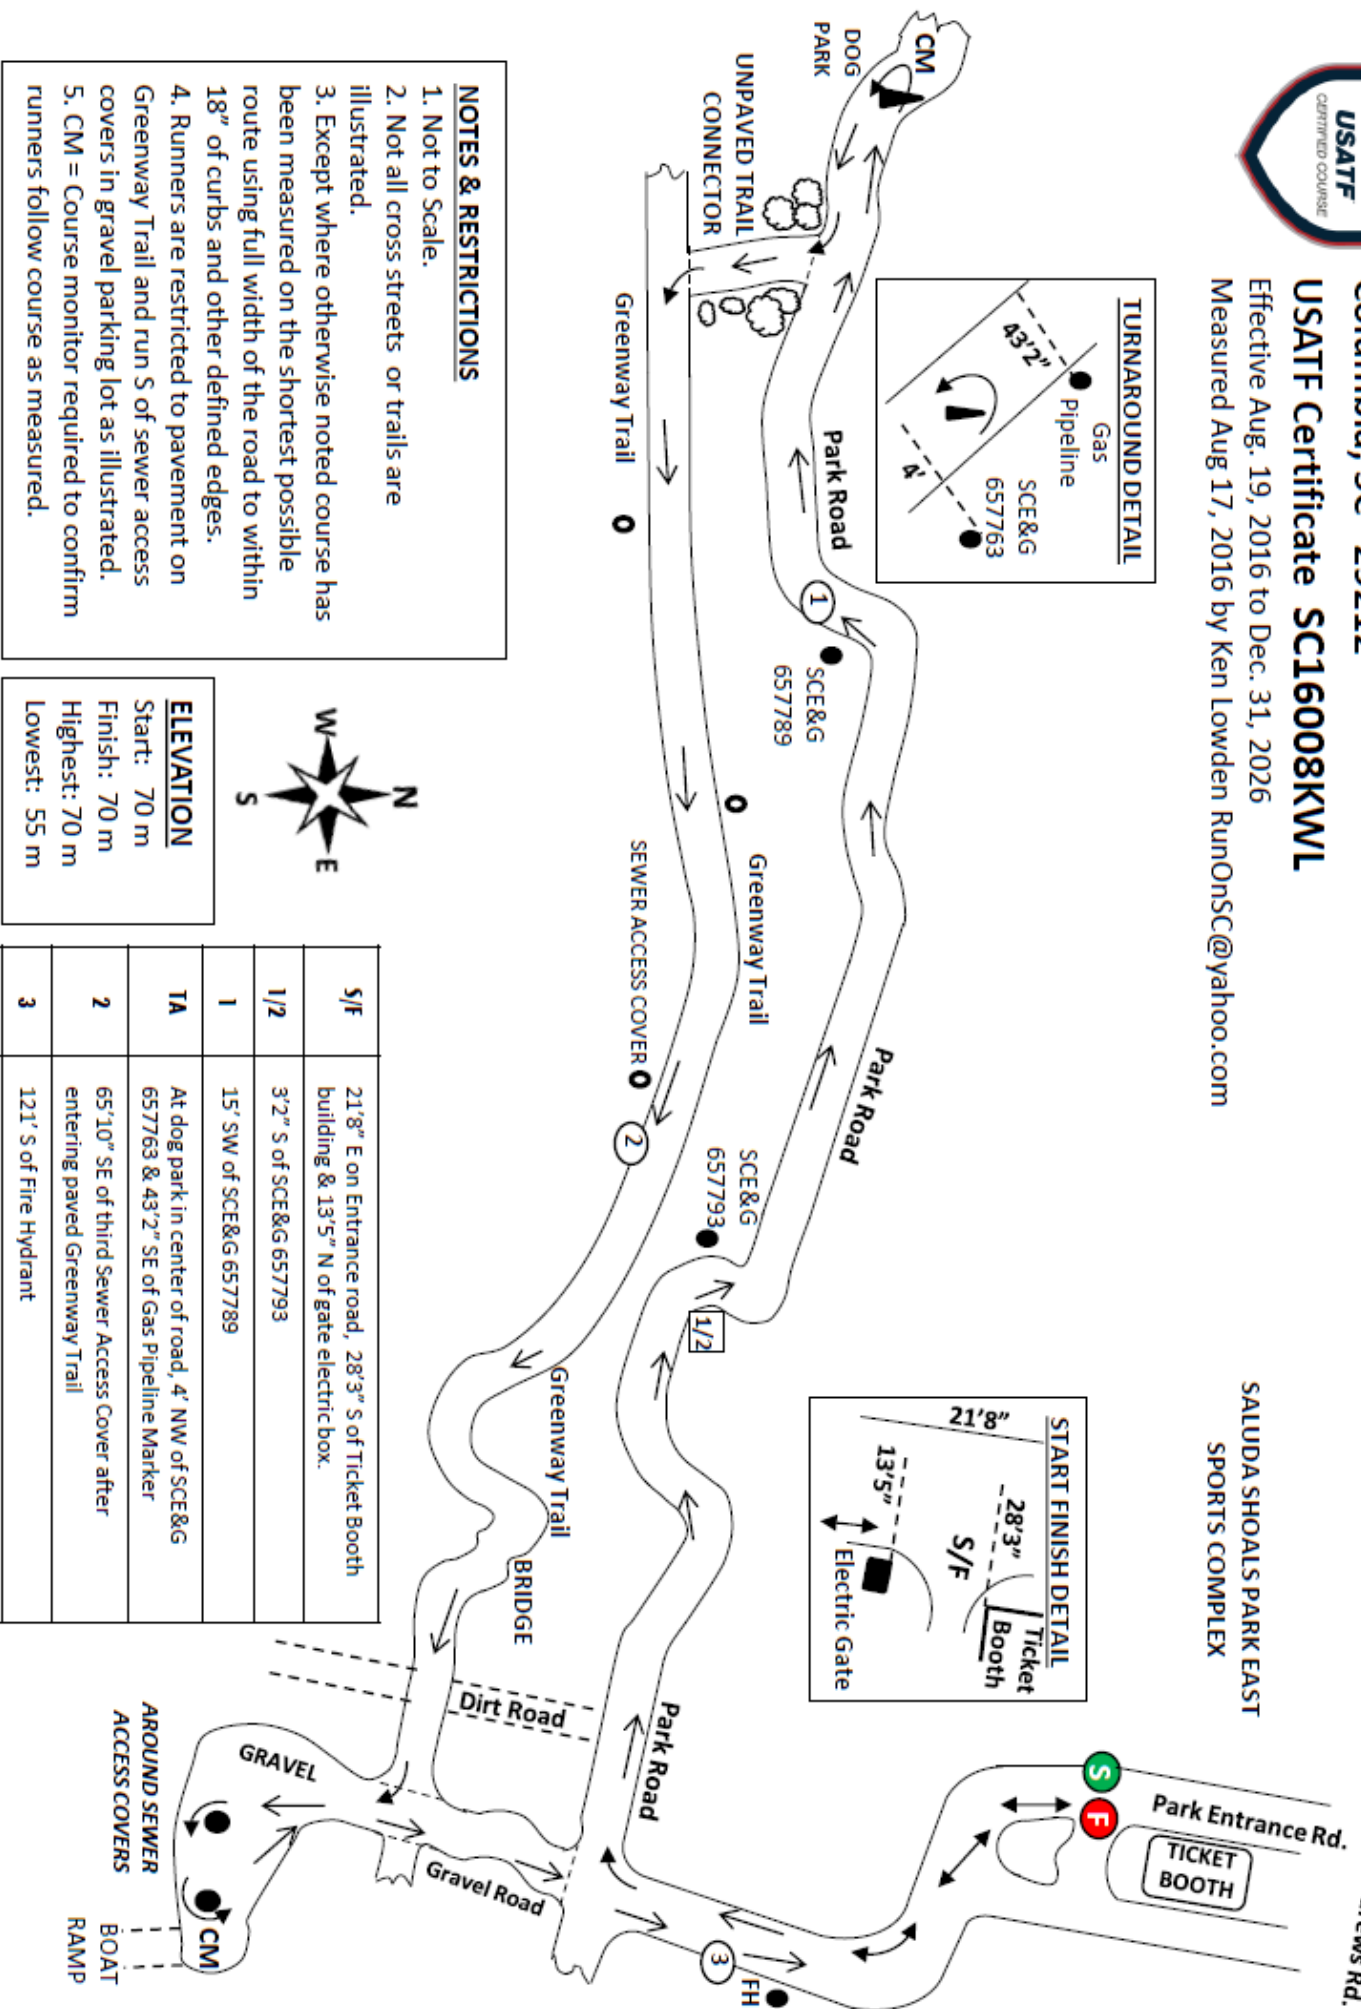 USATF
CERTIFIED COURSE
USATF Certificate SC16008KWL
Effective Aug. 19, 2016 to Dec. 31, 2026
Measured Aug 17, 2016 by Ken Lowden RunOnSC@yahoo.com
SALUDA SHOALS PARK EAST
SPORTS COMPLEX
Park Entrance Rd.
TICKET
BOOTH
S
F
TURNAROUND DETAIL
Gas
Pipeline
43'2"
4'
SCE&G
657763
START FINISH DETAIL
21'8"
13'5"
28'3"
S/F
Ticket
Booth
Electric Gate
CM
DOG
PARK
UNPAVED TRAIL
CONNECTOR
Park Road
1
SCE&G
657789
Park Road
SCE&G
657793
1/2
Park Road
3
FH
Greenway Trail
Greenway Trail
SEWER ACCESS COVER
2
Greenway Trail
BRIDGE
Dirt Road
Gravel Road
GRAVEL
AROUND SEWER
ACCESS COVERS
CM
BOAT
RAMP
N
W
E
S
NOTES & RESTRICTIONS
1. Not to Scale.
2. Not all cross streets or trails are
illustrated.
3. Except where otherwise noted course has
been measured on the shortest possible
route using full width of the road to within
18" of curbs and other defined edges.
4. Runners are restricted to pavement on
Greenway Trail and run S of sewer access
covers in gravel parking lot as illustrated.
5. CM = Course monitor required to confirm
runners follow course as measured.
ELEVATION
Start: 70 m
Finish: 70 m
Highest: 70 m
Lowest: 55 m
S/F 21'8" E on Entrance road, 28'3" S of Ticket Booth
building & 13'5" N of gate electric box.
1/2 3'2" S of SCE&G 657793
1 15' SW of SCE&G 657789
TA At dog park in center of road, 4' NW of SCE&G
657763 & 43'2" SE of Gas Pipeline Marker
2 65'10" SE of third Sewer Access Cover after
entering paved Greenway Trail
3 121' S of Fire Hydrant